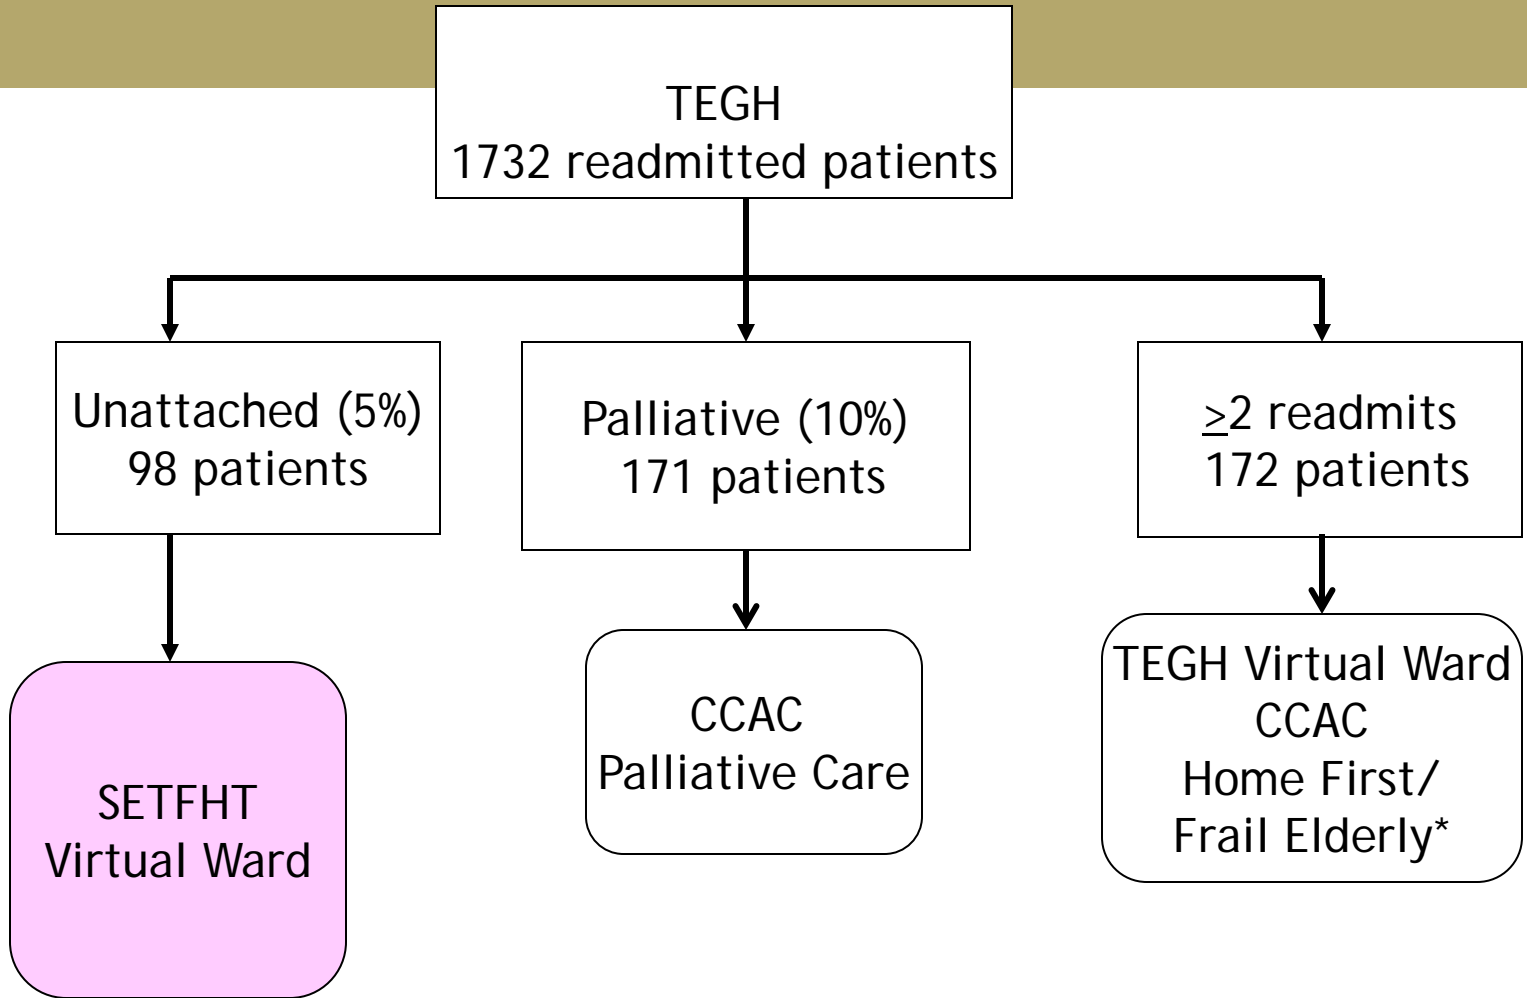 TEGH
1732 readmitted patients
Unattached (5%)
98 patients
Palliative (10%)
171 patients
≥2 readmits
172 patients
SETFHT
Virtual Ward
CCAC
Palliative Care
TEGH Virtual Ward
CCAC
Home First/
Frail Elderly*